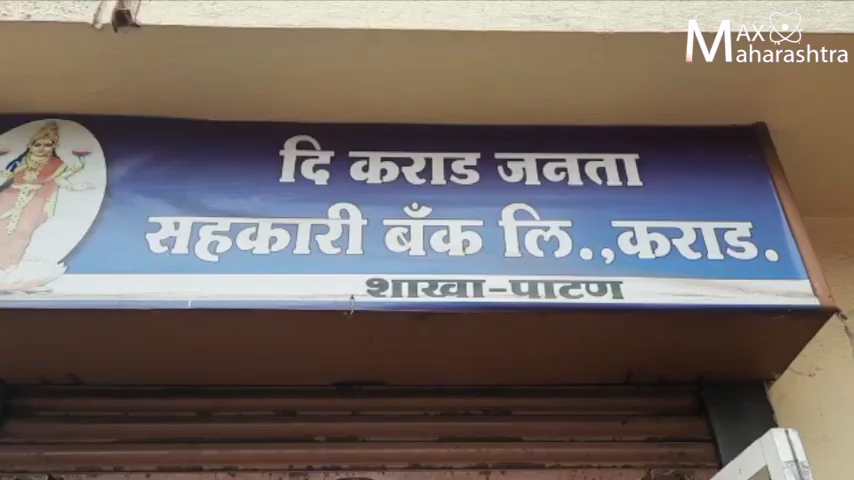 MAX
Maharashtra
दि कराड जनता
सहकारी बँक लि.,कराड.
शाखा-पाटण